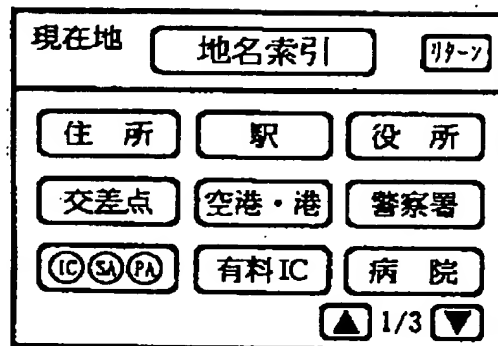 現在地 地名索引 リターン
住所 駅 役所
交差点 空港・港 警察署
IC SA PA 有料IC 病院
▲ 1/3 ▼